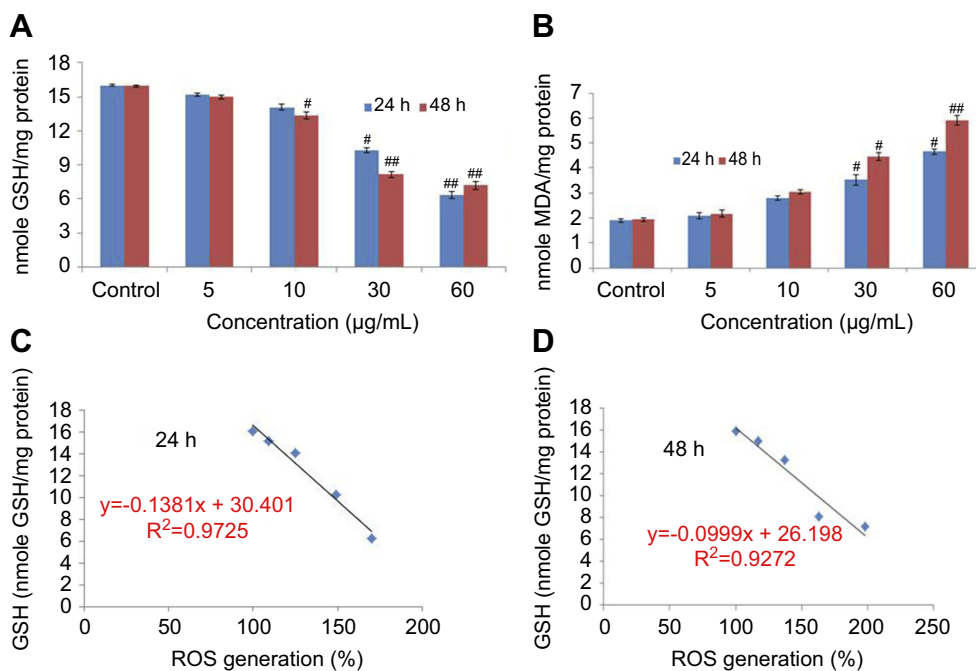 A
nmole GSH/mg protein
18
15
12
9
6
3
0
24 h 48 h
#
#
##
##
##
Control 5 10 30 60
Concentration (µg/mL)
B
nmole MDA/mg protein
7
6
5
4
3
2
1
0
24 h 48 h
#
#
#
##
Control 5 10 30 60
Concentration (µg/mL)
C
GSH (nmole GSH/mg protein)
18
16
14
12
10
8
6
4
2
0
24 h
y=-0.1381x + 30.401
R²=0.9725
0 50 100 150 200
ROS generation (%)
D
GSH (nmole GSH/mg protein)
18
16
14
12
10
8
6
4
2
0
48 h
y=-0.0999x + 26.198
R²=0.9272
0 50 100 150 200 250
ROS generation (%)